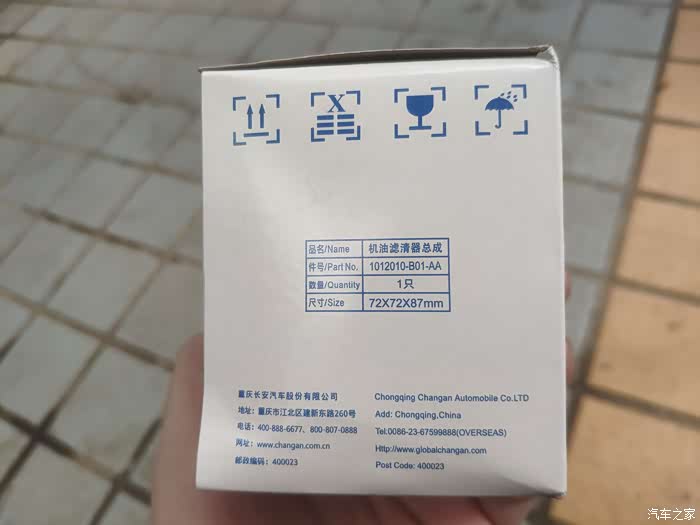 X
品名/Name 机油滤清器总成
件号/Part No. 1012010-B01-AA
数量/Quantity 1只
尺寸/Size 72X72X87mm
重庆长安汽车股份有限公司
地址：重庆市江北区建新东路260号
电话：400-888-6677、800-807-0888
网址：www.changan.com.cn
邮政编码：400023
Chongqing Changan Automobile Co.LTD
Add: Chongqing,China
Tel:0086-23-67599888(OVERSEAS)
Http://www.globalchangan.com
Post Code: 400023
汽车之家